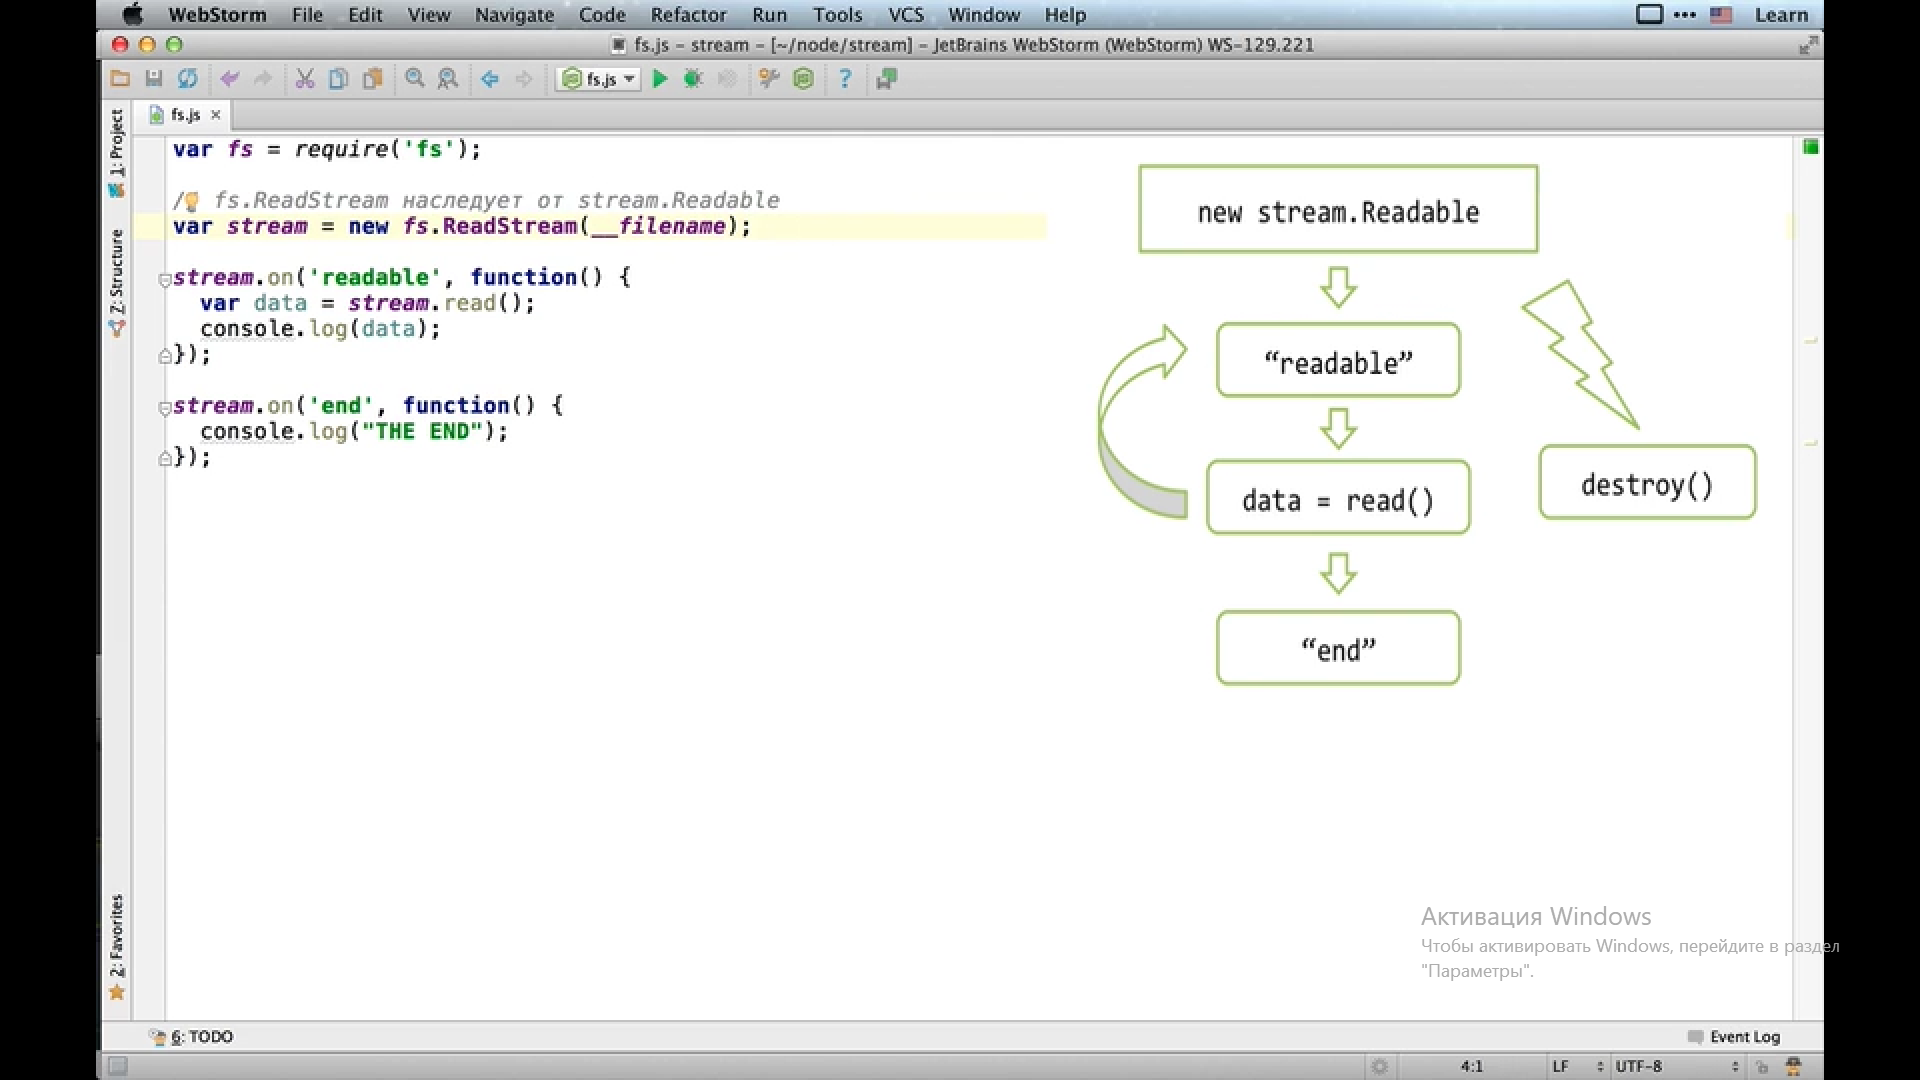 WebStorm File Edit View Navigate Code Refactor Run Tools VCS Window Help Learn
fs.js – stream – [~/node/stream] – JetBrains WebStorm (WebStorm) WS-129.221
fs.js
fs.js
1: Project
Z: Structure
2: Favorites
var fs = require('fs');
/ fs.ReadStream наследует от stream.Readable
var stream = new fs.ReadStream(__filename);
stream.on('readable', function() {
var data = stream.read();
console.log(data);
});
stream.on('end', function() {
console.log("THE END");
});
new stream.Readable
“readable”
data = read()
destroy()
“end”
Активация Windows
Чтобы активировать Windows, перейдите в раздел
"Параметры".
6: TODO
Event Log
4:1 LF UTF-8